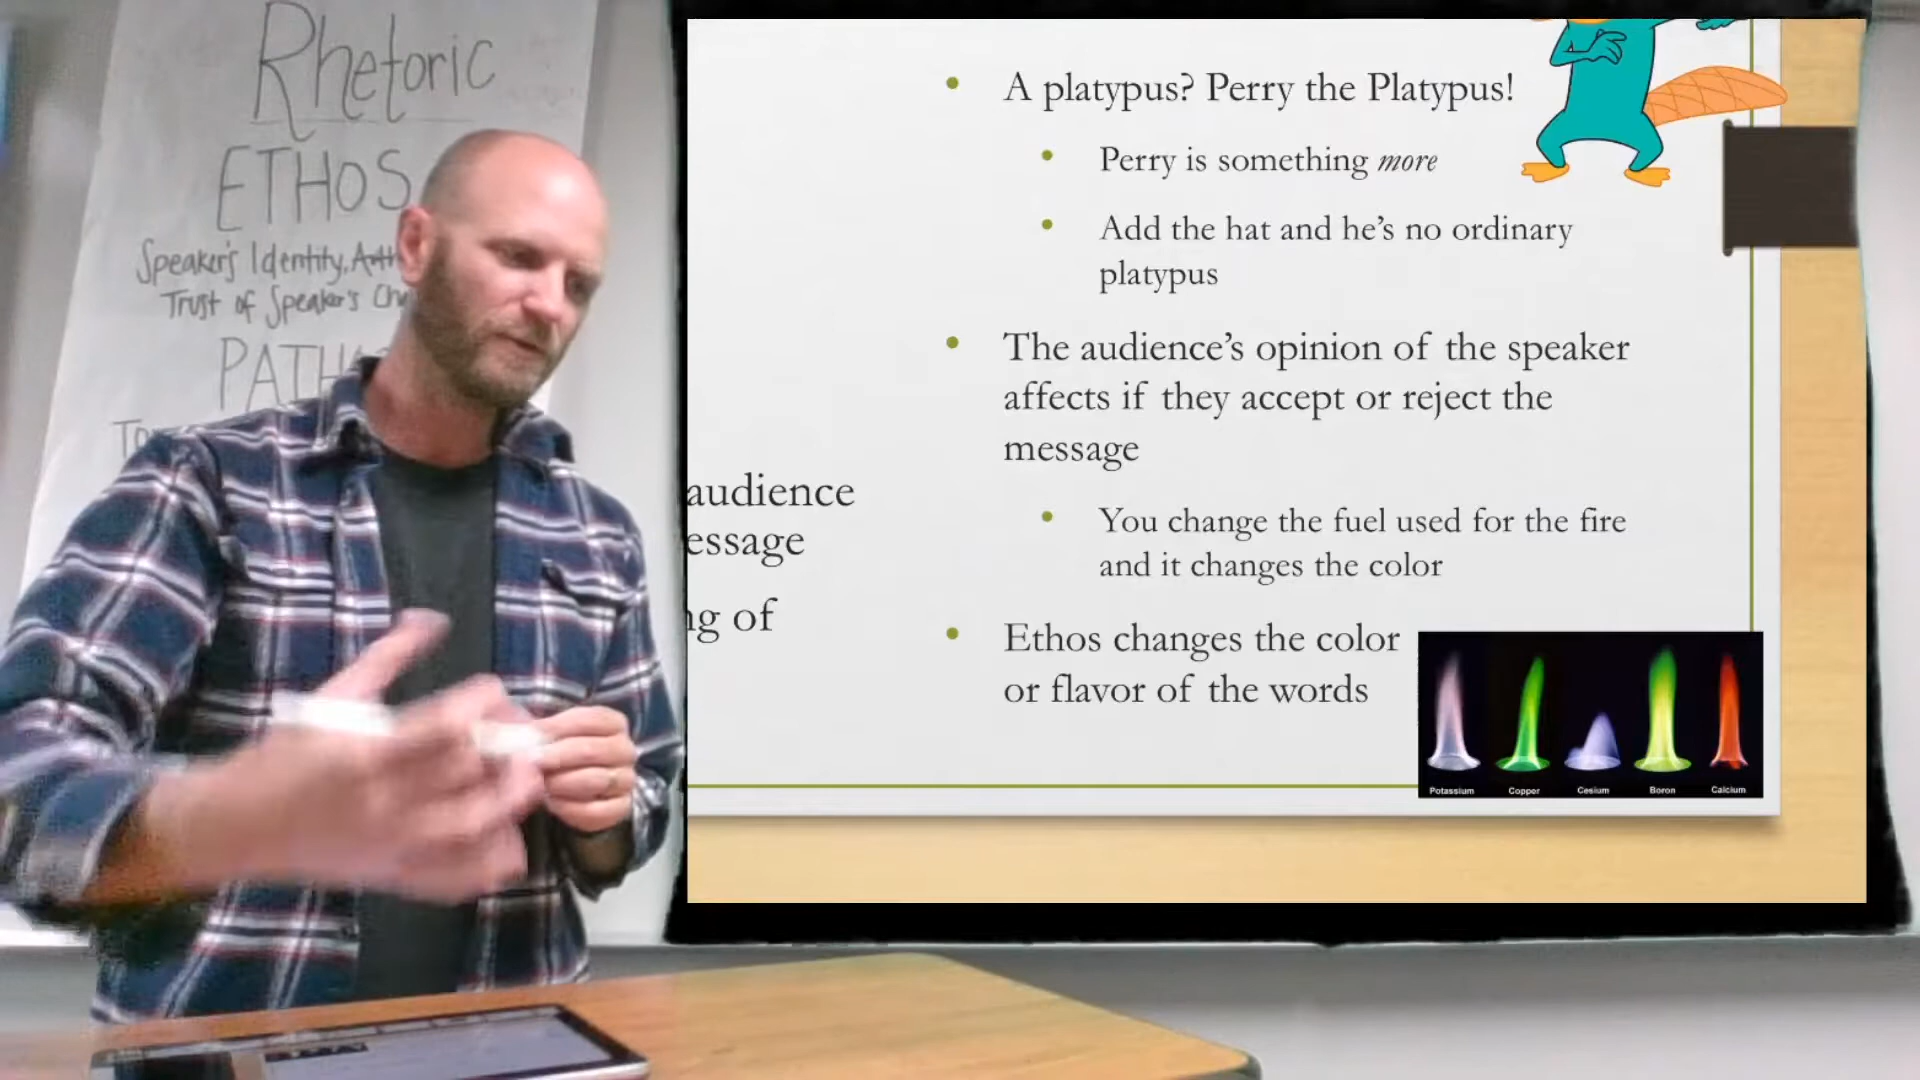 Rhetoric
ETHOS
Speaker's Identity,
Trust of Speaker's
audience
essage
of
A platypus? Perry the Platypus!
Perry is something more
Add the hat and he’s no ordinary
platypus
The audience’s opinion of the speaker
affects if they accept or reject the
message
You change the fuel used for the fire
and it changes the color
Ethos changes the color
or flavor of the words
Potassium Copper Cesium Boron Calcium